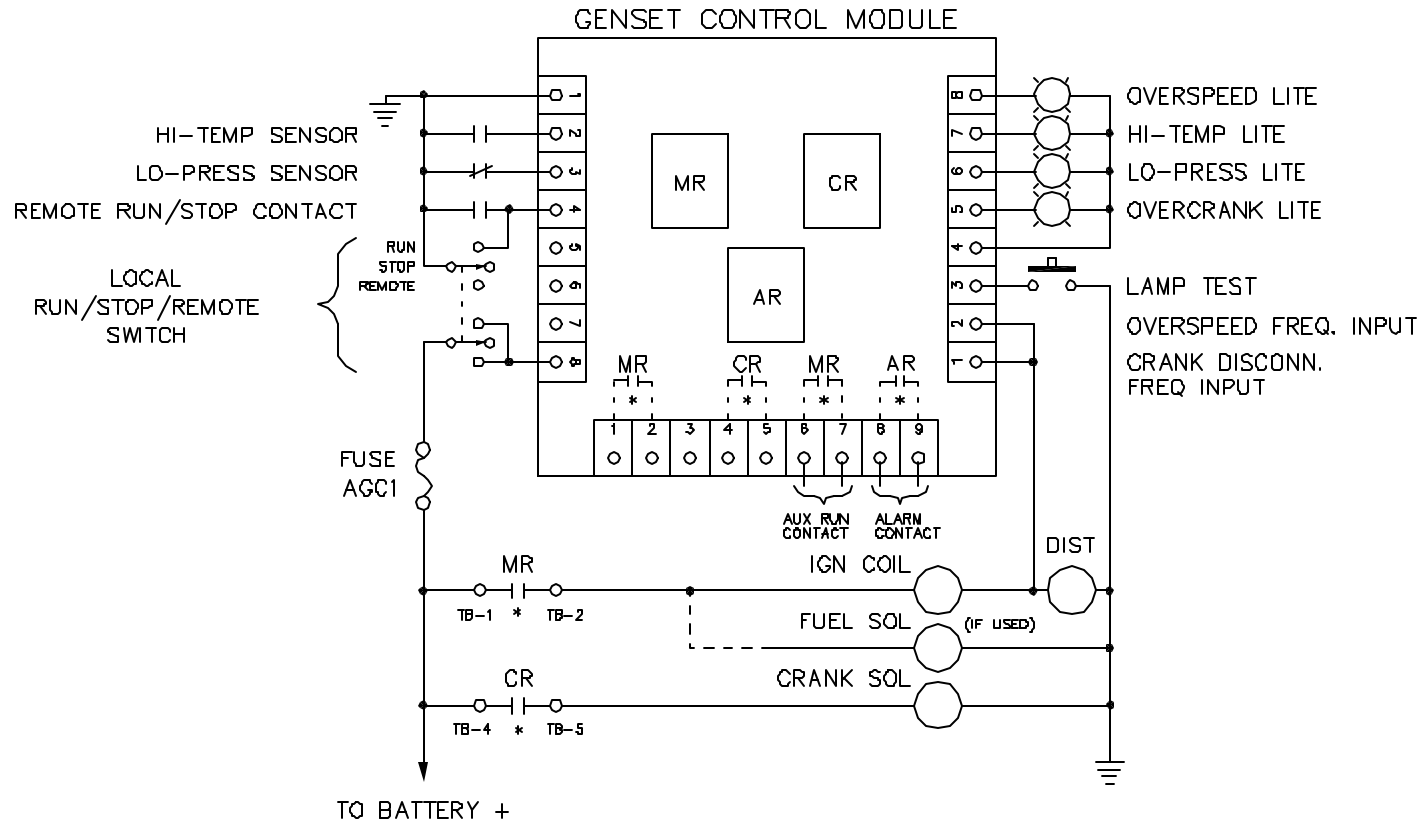 GENSET CONTROL MODULE
HI-TEMP SENSOR
LO-PRESS SENSOR
REMOTE RUN/STOP CONTACT
RUN
STOP
REMOTE
LOCAL
RUN/STOP/REMOTE
SWITCH
1
2
3
4
5
6
7
8
MR
CR
AR
8
7
6
5
4
3
2
1
OVERSPEED LITE
HI-TEMP LITE
LO-PRESS LITE
OVERCRANK LITE
LAMP TEST
OVERSPEED FREQ. INPUT
CRANK DISCONN.
FREQ INPUT
MR CR MR AR
* * * *
1 2 3 4 5 6 7 8 9
FUSE
AGC1
AUX RUN
CONTACT
ALARM
CONTACT
DIST
MR
IGN COIL
TB-1 * TB-2
FUEL SOL (IF USED)
CR
CRANK SOL
TB-4 * TB-5
TO BATTERY +